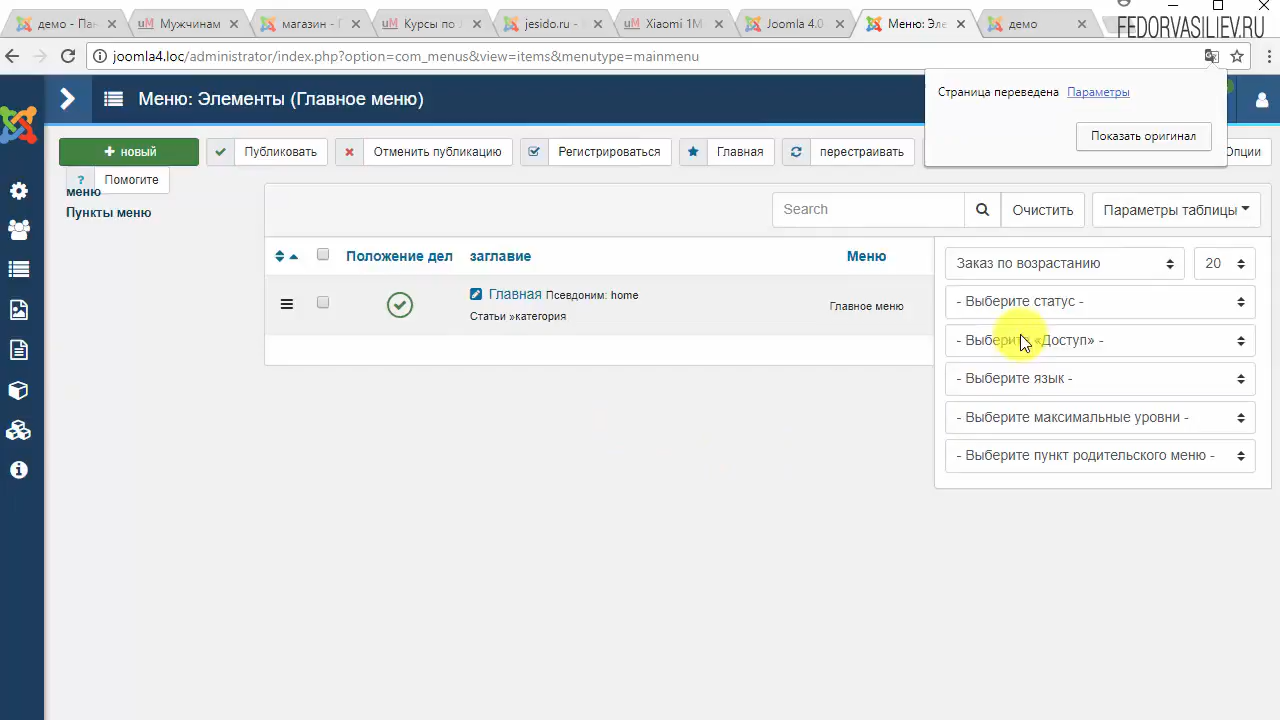 демо - Па
Мужчинам
магазин - Г
Курсы по
jesido.ru -
Xiaomi 1M
Joomla 4.0
Меню: Эле
демо
FEDORVASILIEV.RU
joomla4.loc/administrator/index.php?option=com_menus&view=items&menutype=mainmenu
Меню: Элементы (Главное меню)
Страница переведена Параметры
Показать оригинал
новый
Публиковать
Отменить публикацию
Регистрироваться
Главная
перестраивать
Опции
? Помогите
меню
Пункты меню
Search
Очистить
Параметры таблицы
Положение дел
заглавие
Меню
Заказ по возрастанию
20
Главная Псевдоним: home
Статьи »категория
Главное меню
- Выберите статус -
- Выберите «Доступ» -
- Выберите язык -
- Выберите максимальные уровни -
- Выберите пункт родительского меню -